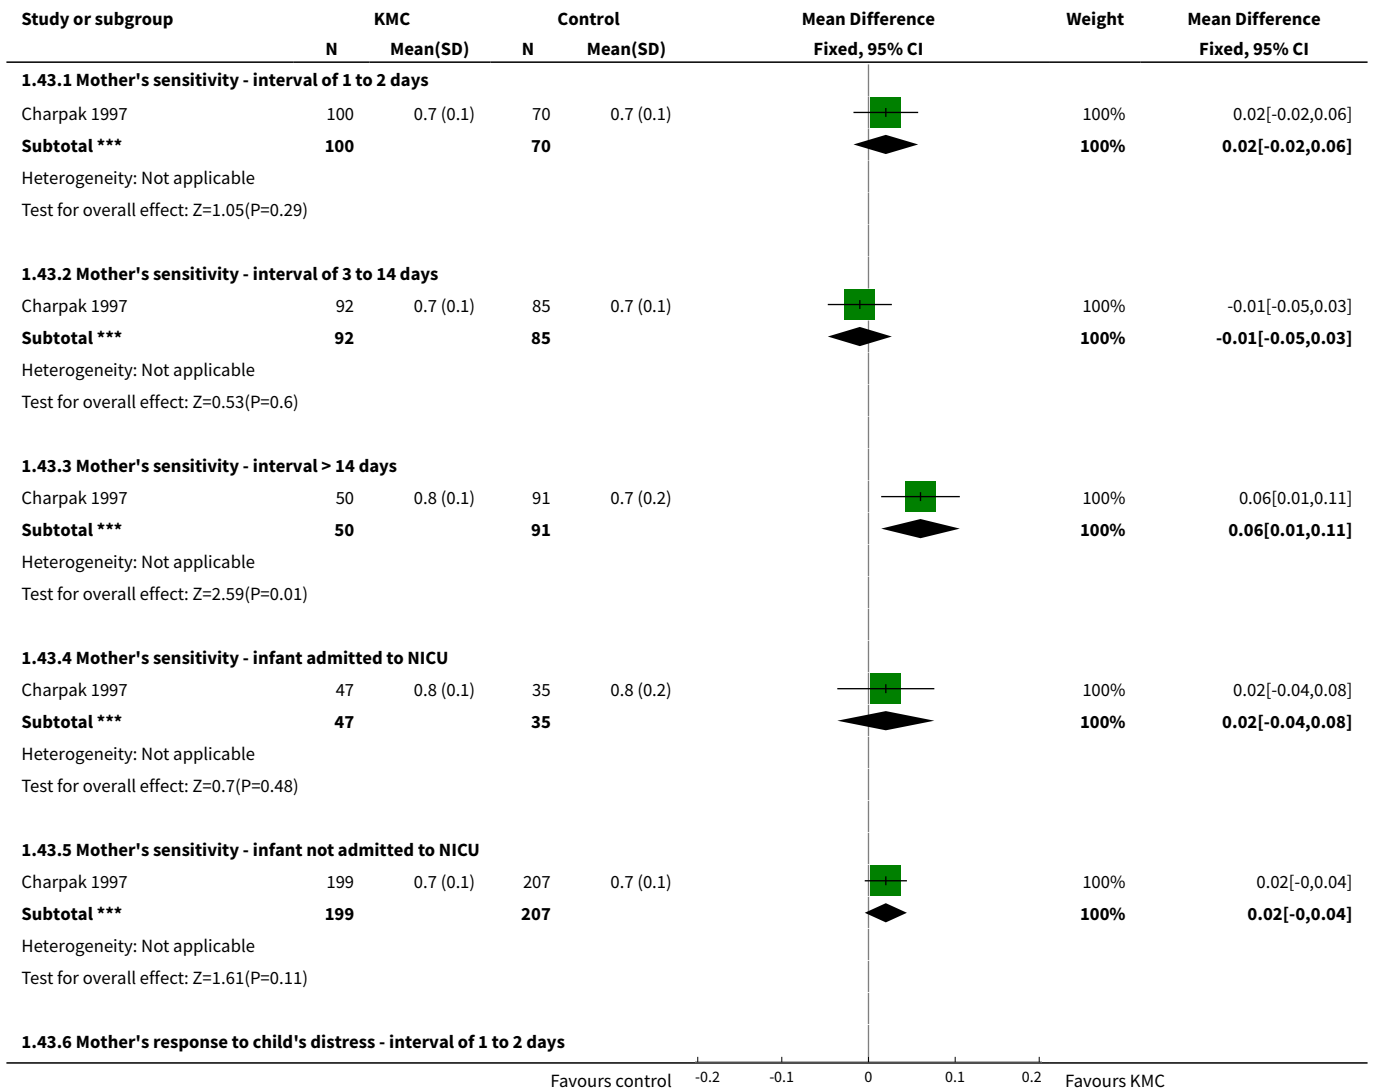 Study or subgroup KMC Control Mean Difference Weight Mean Difference
N Mean(SD) N Mean(SD) Fixed, 95% CI Fixed, 95% CI
1.43.1 Mother's sensitivity - interval of 1 to 2 days
Charpak 1997 100 0.7 (0.1) 70 0.7 (0.1) 100% 0.02[-0.02,0.06]
Subtotal *** 100 70 100% 0.02[-0.02,0.06]
Heterogeneity: Not applicable
Test for overall effect: Z=1.05(P=0.29)
1.43.2 Mother's sensitivity - interval of 3 to 14 days
Charpak 1997 92 0.7 (0.1) 85 0.7 (0.1) 100% -0.01[-0.05,0.03]
Subtotal *** 92 85 100% -0.01[-0.05,0.03]
Heterogeneity: Not applicable
Test for overall effect: Z=0.53(P=0.6)
1.43.3 Mother's sensitivity - interval > 14 days
Charpak 1997 50 0.8 (0.1) 91 0.7 (0.2) 100% 0.06[0.01,0.11]
Subtotal *** 50 91 100% 0.06[0.01,0.11]
Heterogeneity: Not applicable
Test for overall effect: Z=2.59(P=0.01)
1.43.4 Mother's sensitivity - infant admitted to NICU
Charpak 1997 47 0.8 (0.1) 35 0.8 (0.2) 100% 0.02[-0.04,0.08]
Subtotal *** 47 35 100% 0.02[-0.04,0.08]
Heterogeneity: Not applicable
Test for overall effect: Z=0.7(P=0.48)
1.43.5 Mother's sensitivity - infant not admitted to NICU
Charpak 1997 199 0.7 (0.1) 207 0.7 (0.1) 100% 0.02[-0,0.04]
Subtotal *** 199 207 100% 0.02[-0,0.04]
Heterogeneity: Not applicable
Test for overall effect: Z=1.61(P=0.11)
1.43.6 Mother's response to child's distress - interval of 1 to 2 days
Favours control -0.2 -0.1 0 0.1 0.2 Favours KMC